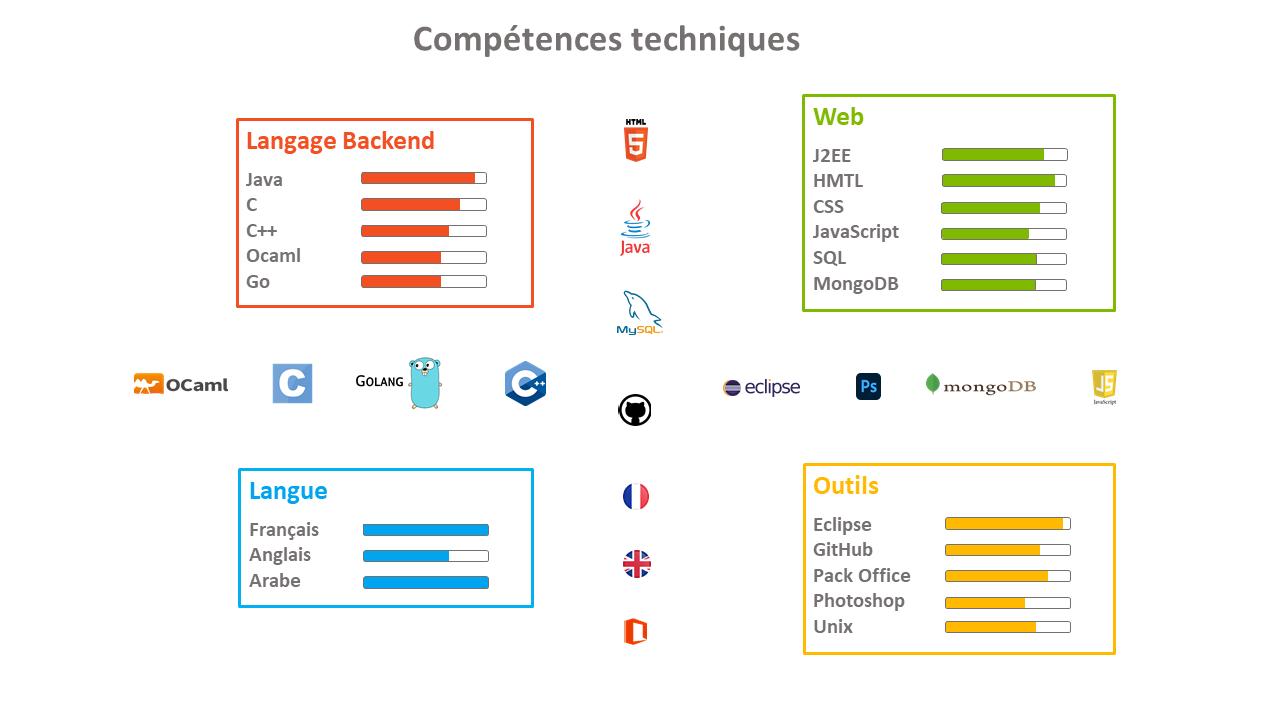 Compétences techniques
Langage Backend
Java
C
C++
Ocaml
Go
HTML
5
Java
MySQL
Web
J2EE
HMTL
CSS
JavaScript
SQL
MongoDB
OCaml
C
GOLANG
C++
eclipse
Ps
mongoDB
JS
JavaScript
Langue
Français
Anglais
Arabe
Outils
Eclipse
GitHub
Pack Office
Photoshop
Unix